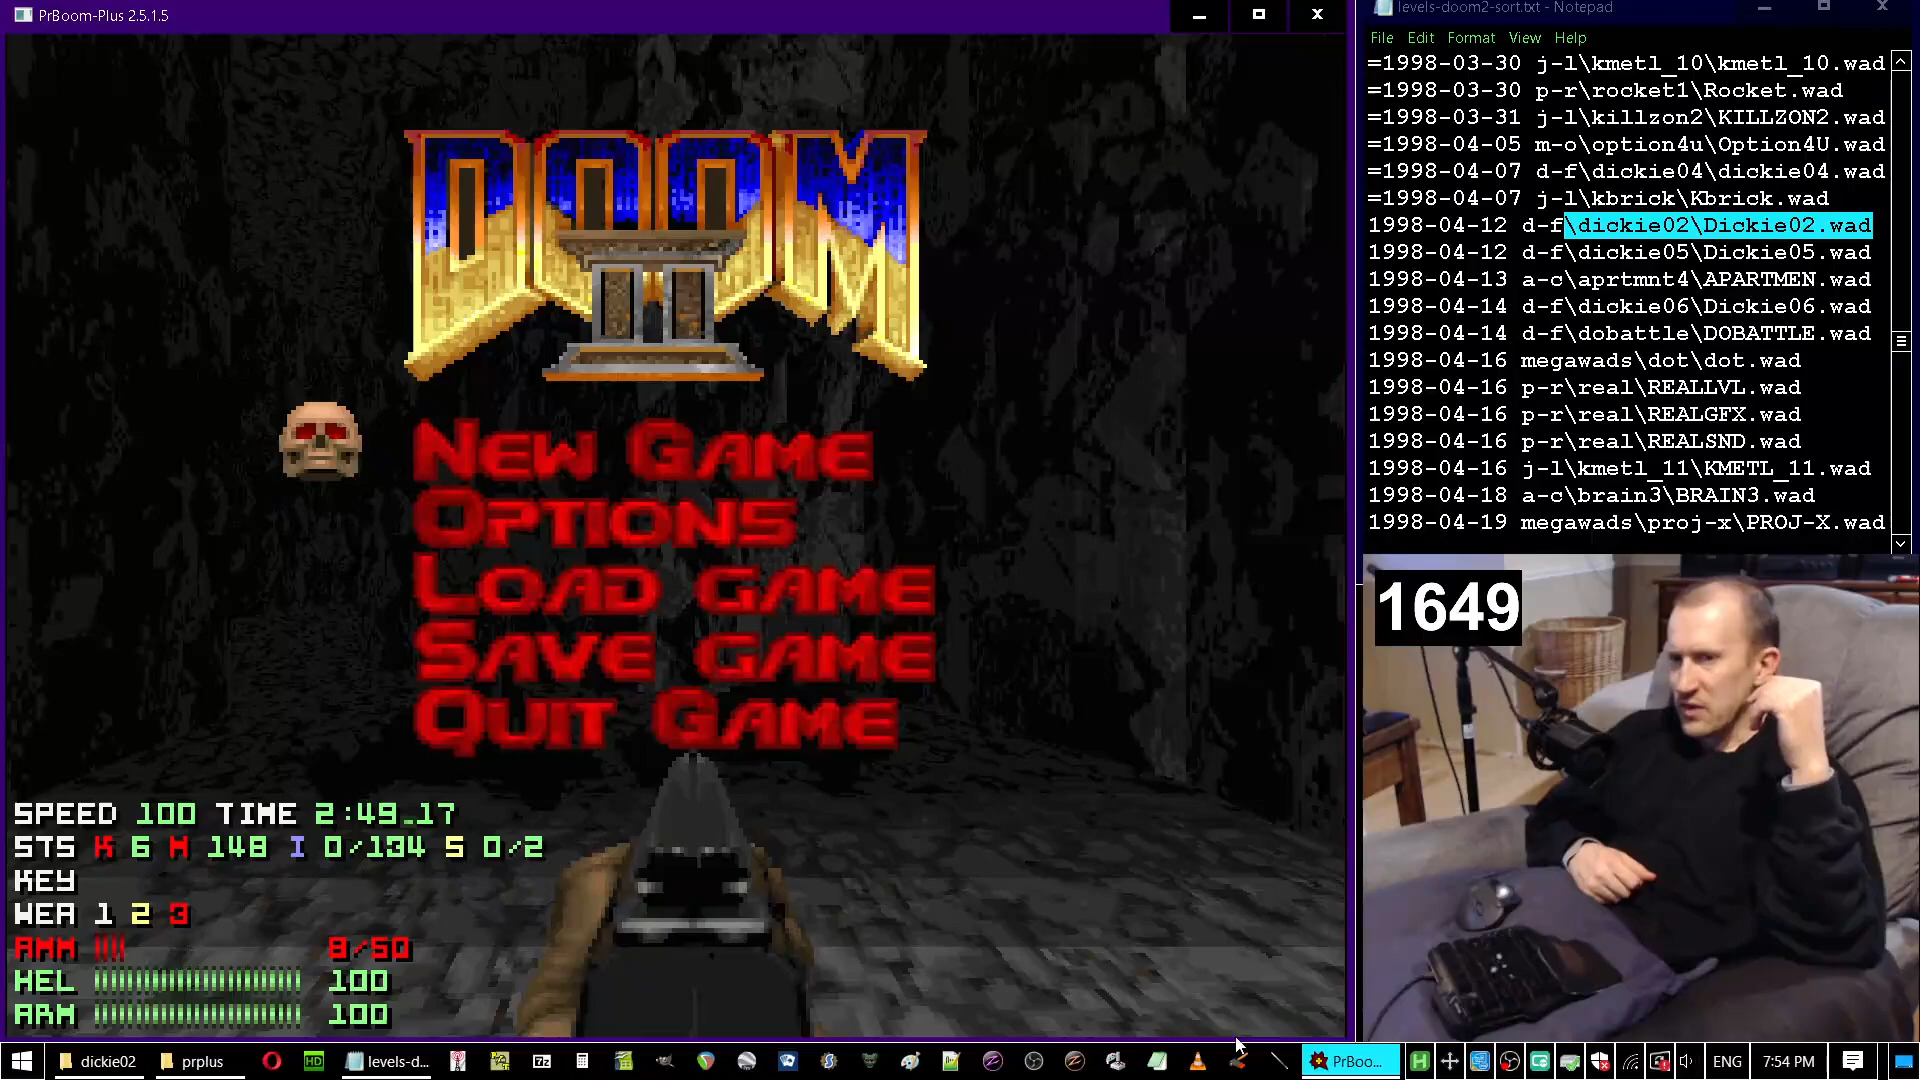 PrBoom-Plus 2.5.1.5
DOOM
II
NEW GAME
OPTIONS
LOAD GAME
SAVE GAME
QUIT GAME
SPEED 100 TIME 2:49.17
STS K 6 M 148 I 0/134 S 0/2
KEY
WEA 1 2 3
AMM 8/50
HEL 100
ARM 100
levels-doom2-sort.txt - Notepad
File Edit Format View Help
=1998-03-30 j-l\kmetl_10\kmetl_10.wad
=1998-03-30 p-r\rocket1\Rocket.wad
=1998-03-31 j-l\killzon2\KILLZON2.wad
=1998-04-05 m-o\option4u\Option4U.wad
=1998-04-07 d-f\dickie04\dickie04.wad
=1998-04-07 j-l\kbrick\Kbrick.wad
1998-04-12 d-f\dickie02\Dickie02.wad
1998-04-12 d-f\dickie05\Dickie05.wad
1998-04-13 a-c\aprtmnt4\APARTMEN.wad
1998-04-14 d-f\dickie06\Dickie06.wad
1998-04-14 d-f\dobattle\DOBATTLE.wad
1998-04-16 megawads\dot\dot.wad
1998-04-16 p-r\real\REALLVL.wad
1998-04-16 p-r\real\REALGFX.wad
1998-04-16 p-r\real\REALSND.wad
1998-04-16 j-l\kmetl_11\KMETL_11.wad
1998-04-18 a-c\brain3\BRAIN3.wad
1998-04-19 megawads\proj-x\PROJ-X.wad
1649
dickie02 prplus HD levels-d... 7z PrBoo... ENG 7:54 PM